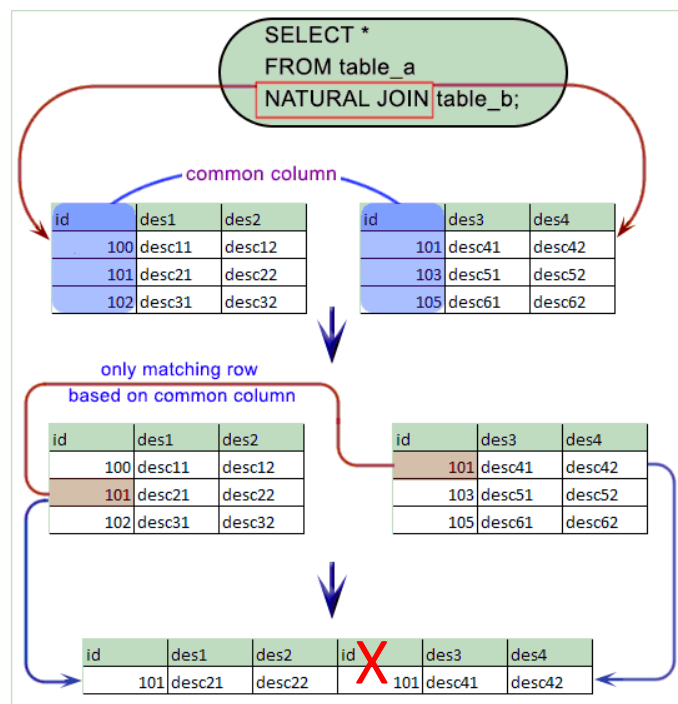 SELECT *
FROM table_a
NATURAL JOIN table_b;
common column
id des1 des2
100 desc11 desc12
101 desc21 desc22
102 desc31 desc32
id des3 des4
101 desc41 desc42
103 desc51 desc52
105 desc61 desc62
only matching row
based on common column
id des1 des2
100 desc11 desc12
101 desc21 desc22
102 desc31 desc32
id des3 des4
101 desc41 desc42
103 desc51 desc52
105 desc61 desc62
id des1 des2 id X des3 des4
101 desc21 desc22 101 desc41 desc42